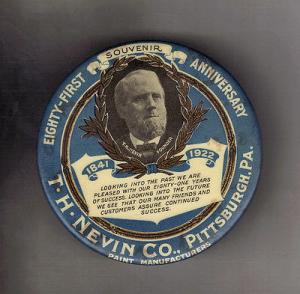 SOUVENIR
EIGHTY-FIRST ANNIVERSARY
1841 1922
LOOKING INTO THE PAST WE ARE
PLEASED WITH OUR EIGHTY-ONE YEARS
OF SUCCESS. LOOKING INTO THE FUTURE
WE SEE THAT OUR MANY FRIENDS AND
CUSTOMERS ASSURE CONTINUED
SUCCESS.
T. H. NEVIN CO., PITTSBURGH, PA.
PAINT MANUFACTURERS